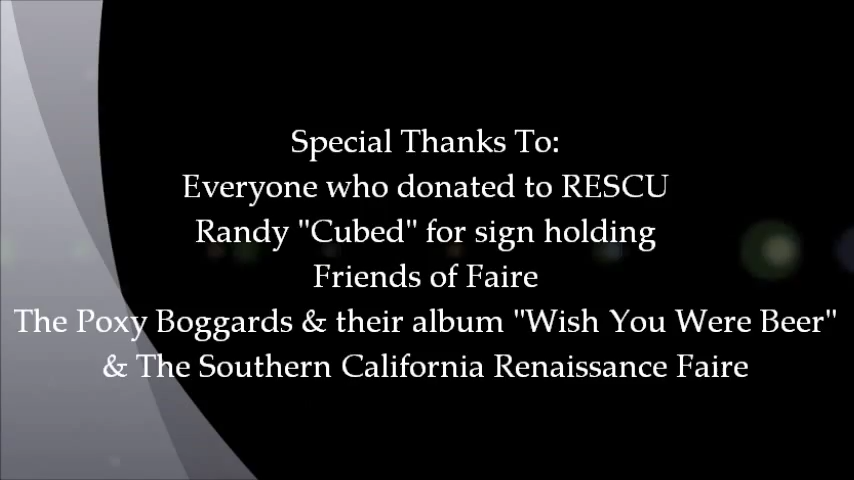 Special Thanks To:
Everyone who donated to RESCU
Randy "Cubed" for sign holding
Friends of Faire
The Poxy Boggards & their album "Wish You Were Beer"
& The Southern California Renaissance Faire